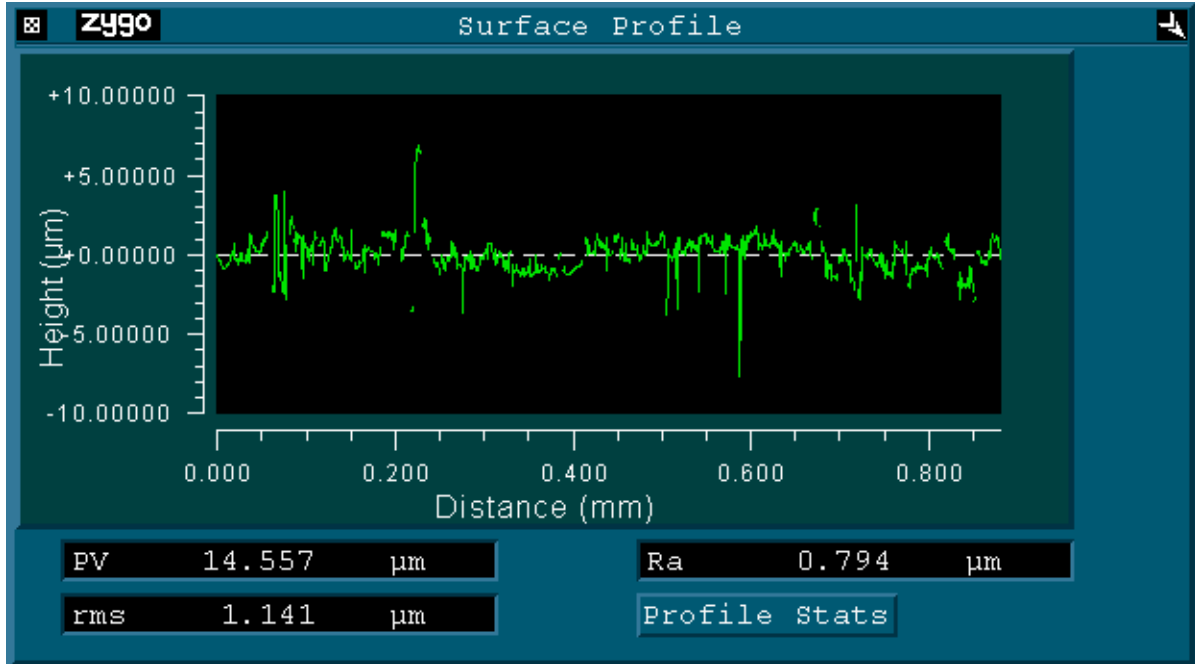 zygo Surface Profile
+10.00000
+5.00000
+0.00000
-5.00000
-10.00000
Height (µm)
0.000 0.200 0.400 0.600 0.800
Distance (mm)
PV 14.557 µm Ra 0.794 µm
rms 1.141 µm Profile Stats